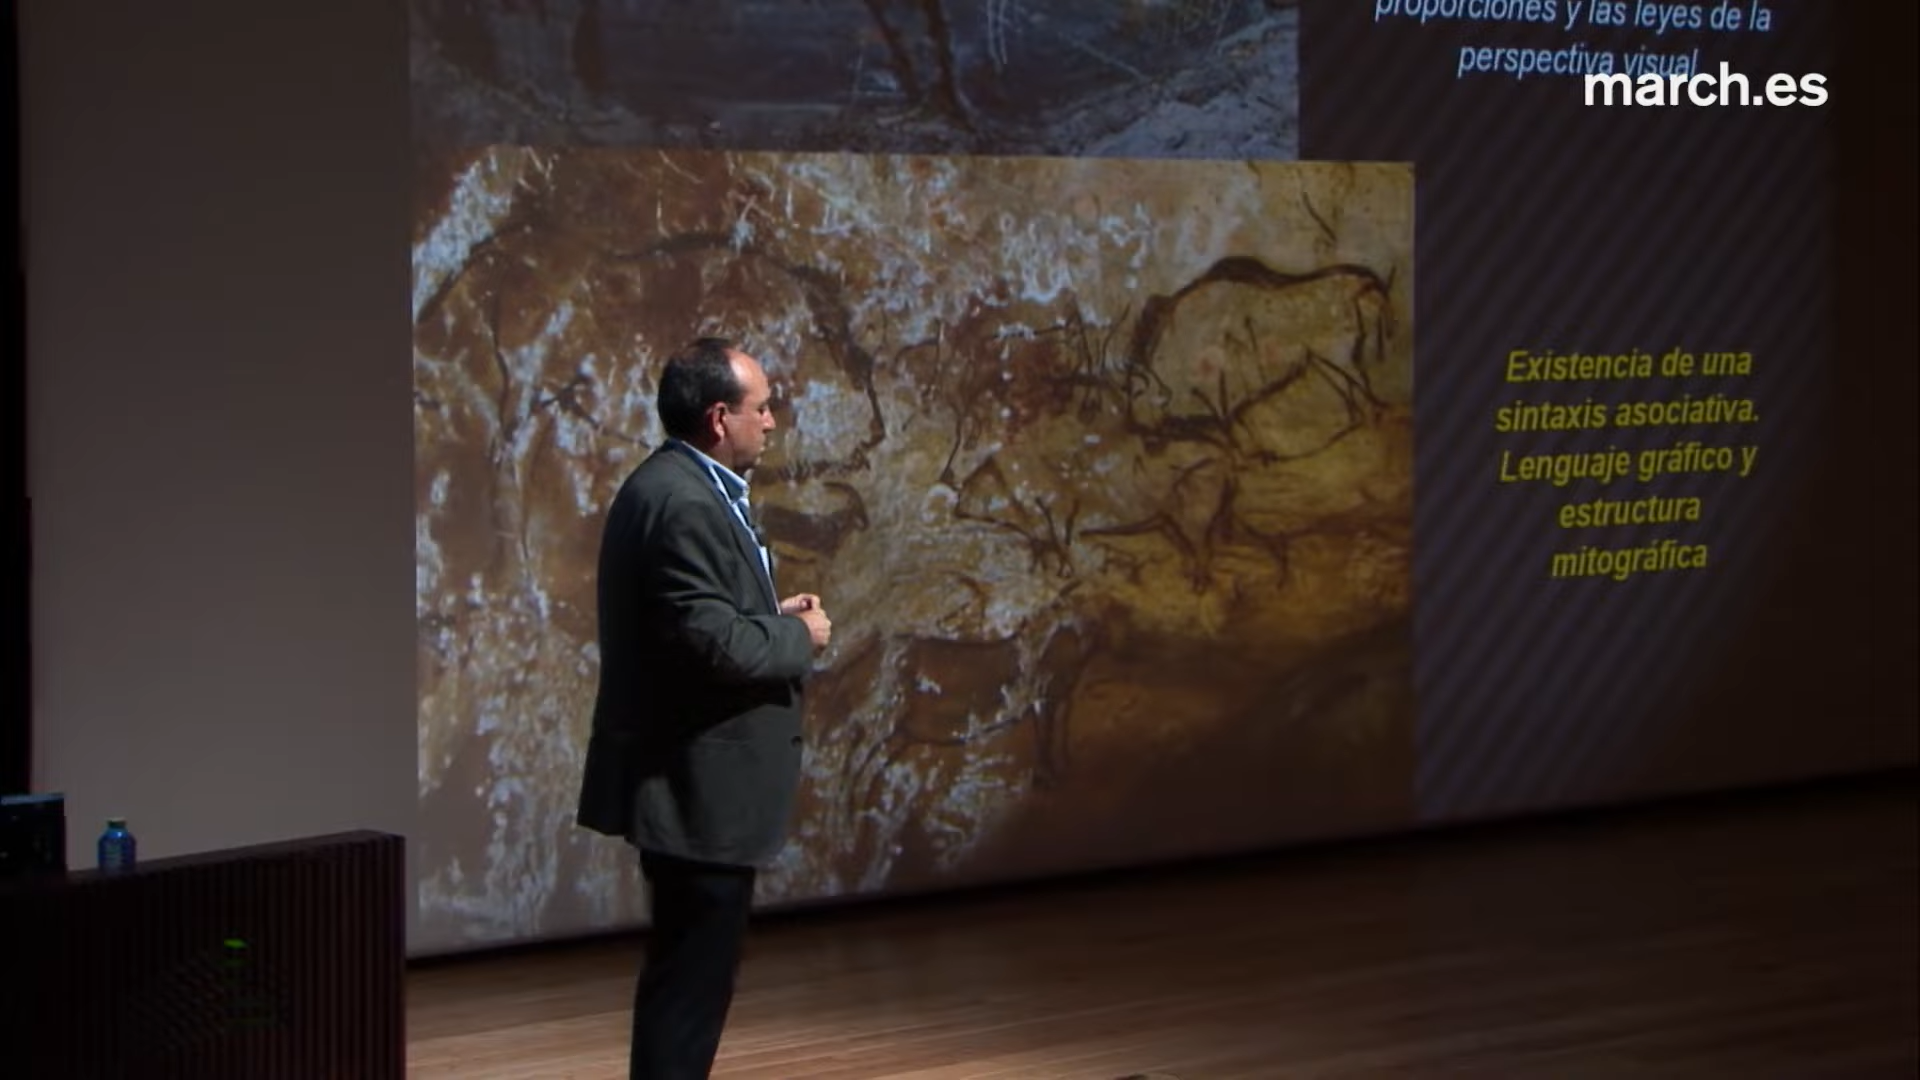 proporciones y las leyes de la
perspectiva visual
march.es
Existencia de una
sintaxis asociativa.
Lenguaje gráfico y
estructura
mitográfica